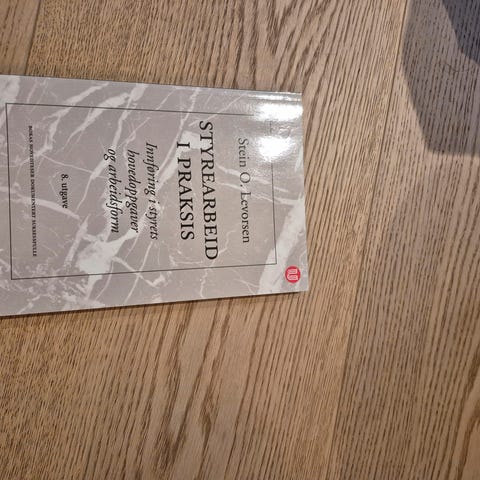 Stein O. Levorsen
STYREARBEID
I PRAKSIS
Innføring i styrets
hovedoppgaver
og arbeidsform
8. utgave